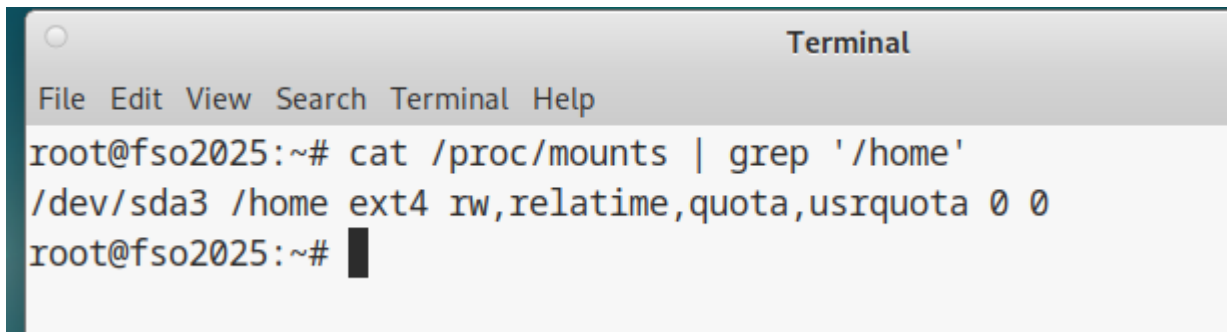 Terminal
File Edit View Search Terminal Help
root@fso2025:~# cat /proc/mounts | grep '/home'
/dev/sda3 /home ext4 rw,relatime,quota,usrquota 0 0
root@fso2025:~#